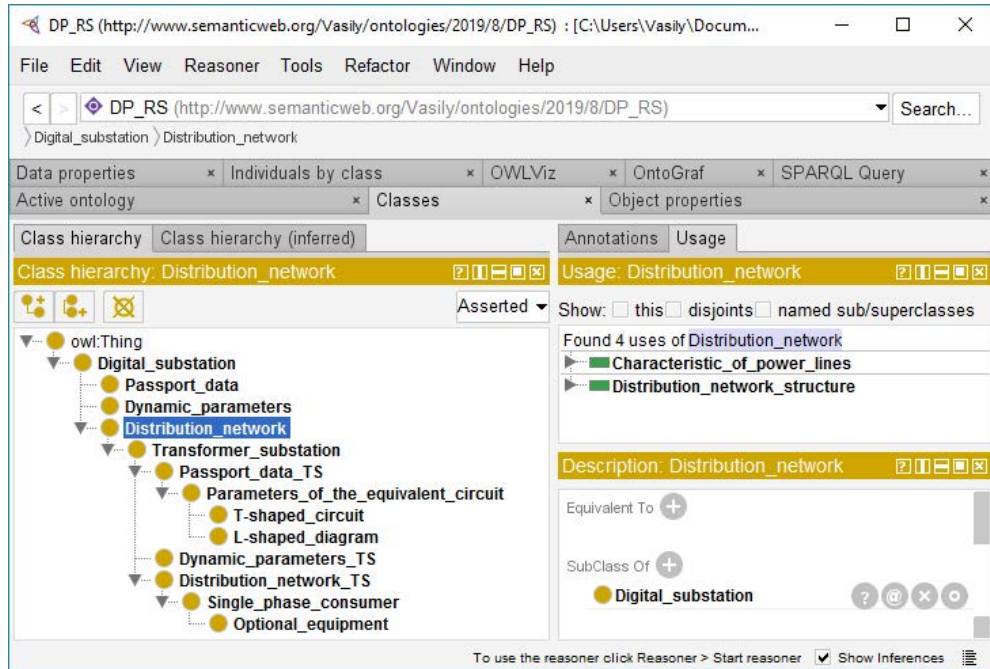 DP_RS (http://www.semanticweb.org/Vasily/ontologies/2019/8/DP_RS) : [C:\Users\Vasily\Docum...
File Edit View Reasoner Tools Refactor Window Help
< > DP_RS (http://www.semanticweb.org/Vasily/ontologies/2019/8/DP_RS) Search...
Digital_substation Distribution_network
Data properties × Individuals by class × OWLViz × OntoGraf × SPARQL Query ×
Active ontology × Classes × Object properties ×
Class hierarchy Class hierarchy (inferred)
Class hierarchy: Distribution_network
Asserted
owl:Thing
Digital_substation
Passport_data
Dynamic_parameters
Distribution_network
Transformer_substation
Passport_data_TS
Parameters_of_the_equivalent_circuit
T-shaped_circuit
L-shaped_diagram
Dynamic_parameters_TS
Distribution_network_TS
Single_phase_consumer
Optional_equipment
Annotations Usage
Usage: Distribution_network
Show: this disjoints named sub/superclasses
Found 4 uses of Distribution_network
Characteristic_of_power_lines
Distribution_network_structure
Description: Distribution_network
Equivalent To
SubClass Of
Digital_substation
To use the reasoner click Reasoner > Start reasoner Show Inferences